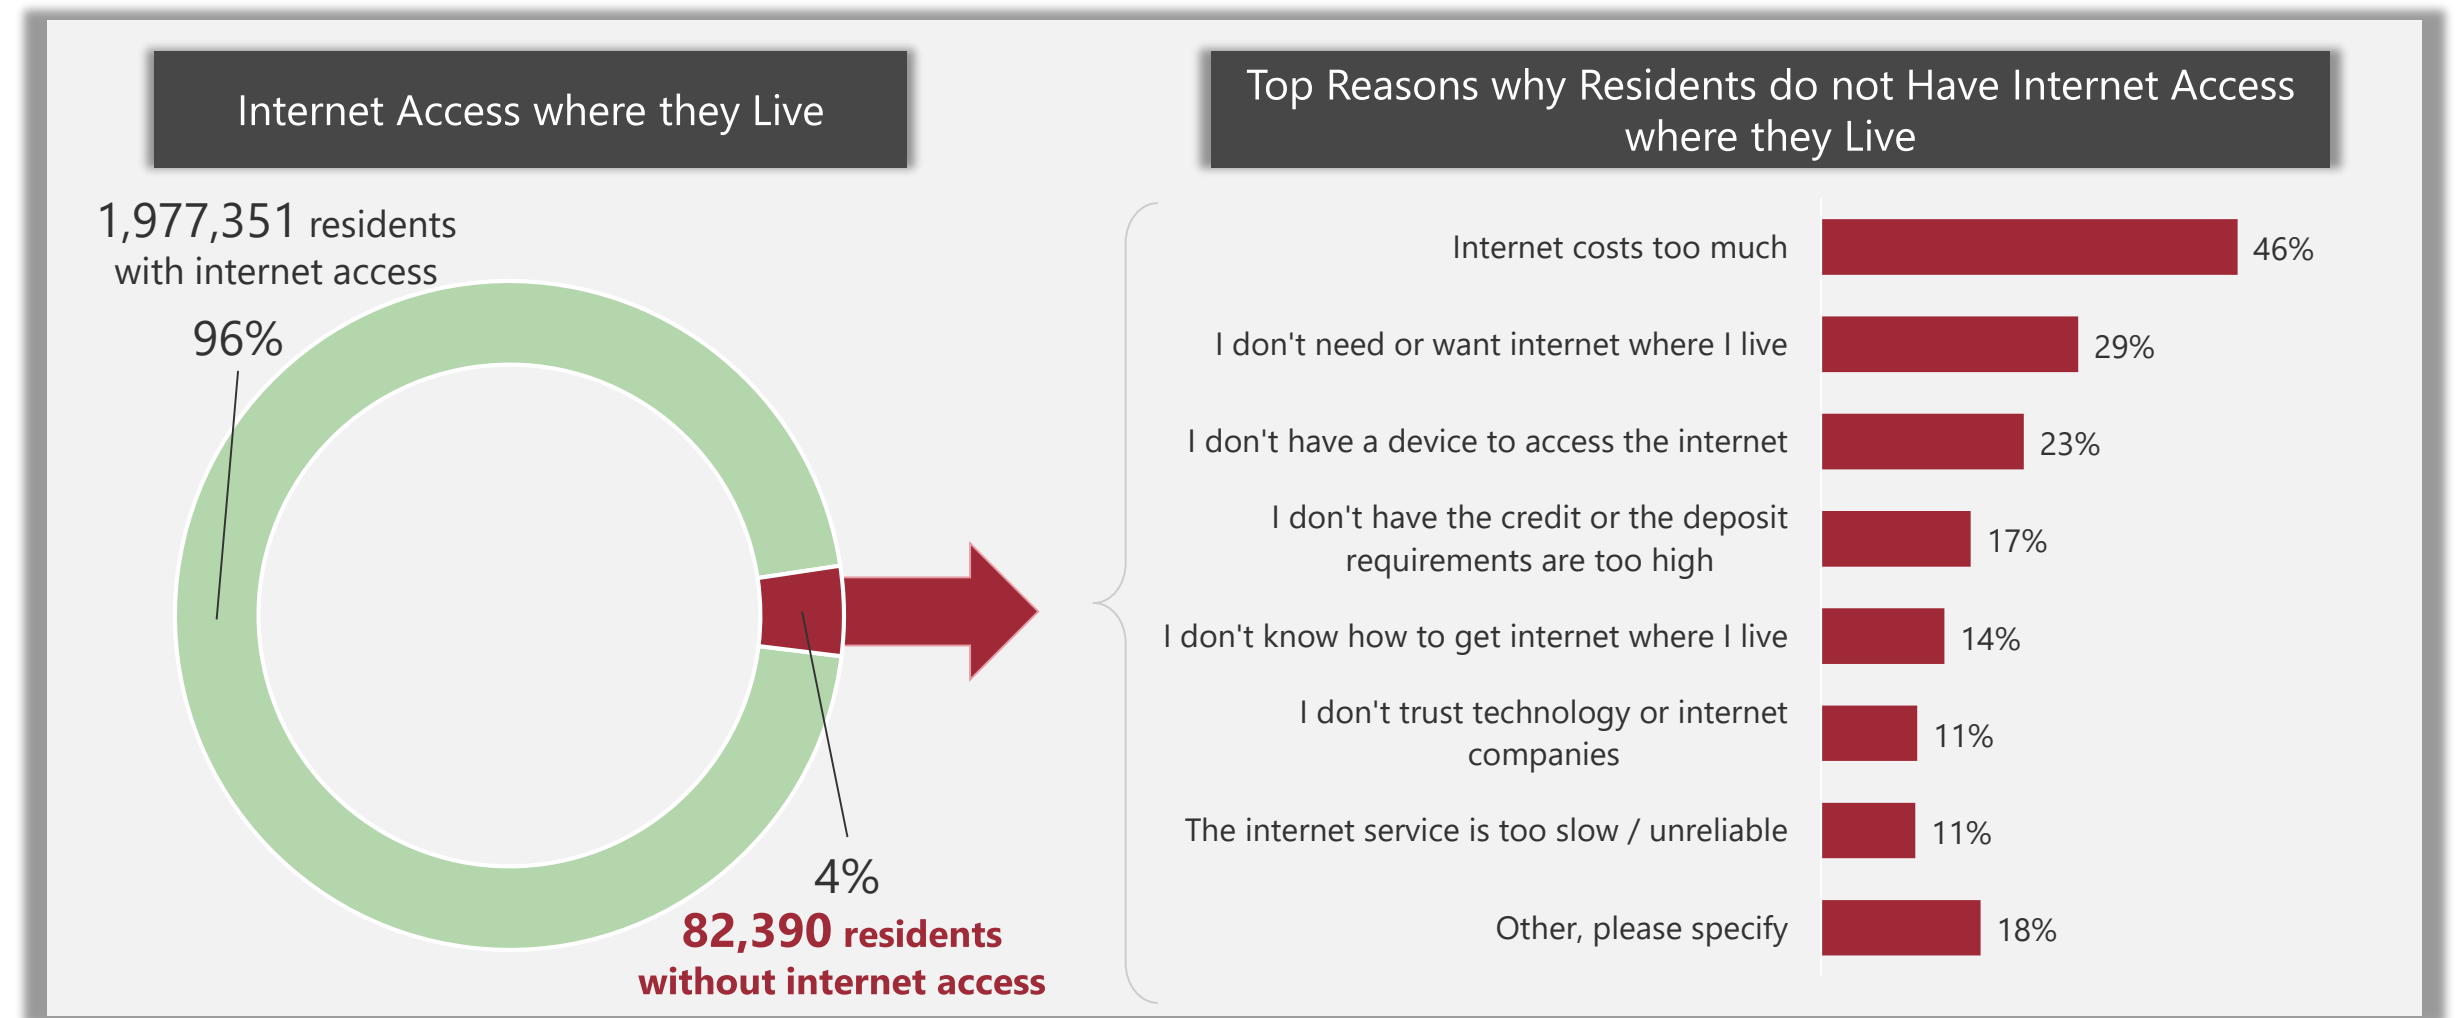 Internet Access where they Live
1,977,351 residents
with internet access
96%
4%
82,390 residents
without internet access
Top Reasons why Residents do not Have Internet Access
where they Live
Internet costs too much
46%
I don't need or want internet where I live
29%
I don't have a device to access the internet
23%
I don't have the credit or the deposit
requirements are too high
17%
I don't know how to get internet where I live
14%
I don't trust technology or internet
companies
11%
The internet service is too slow / unreliable
11%
Other, please specify
18%